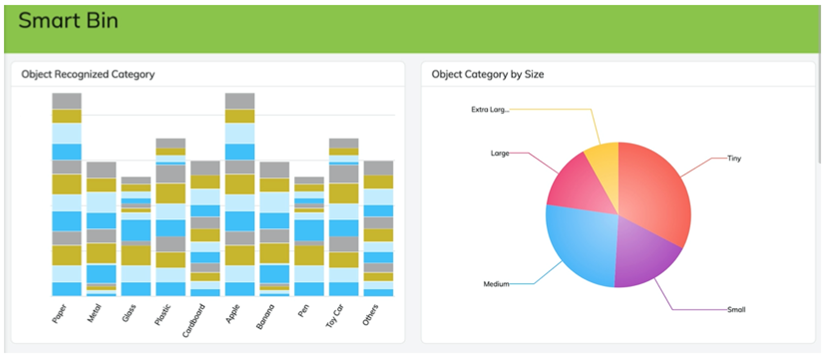 Smart Bin
Object Recognized Category
Object Category by Size
Extra Larg...
Large
Tiny
Medium
Small
Paper
Metal
Glass
Plastic
Cardboard
Apple
Banana
Pen
Toy Car
Others